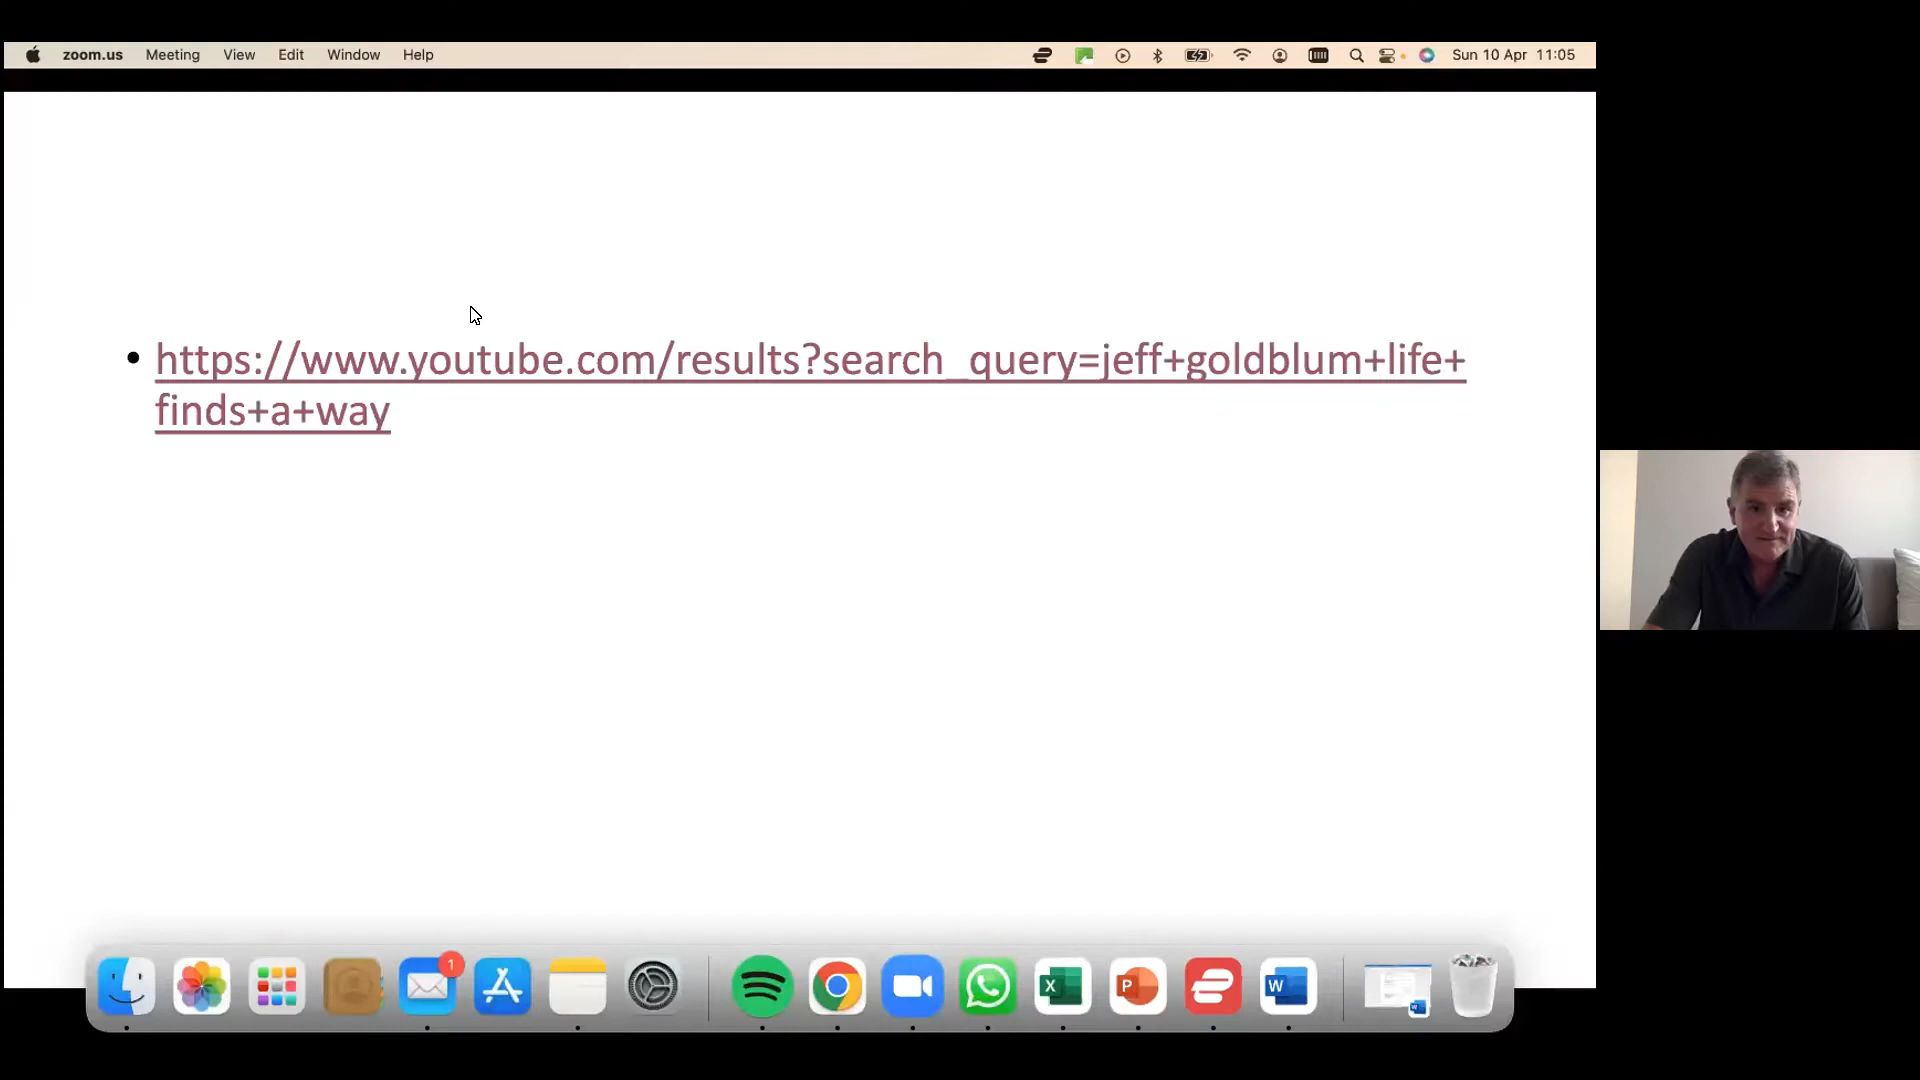 zoom.us Meeting View Edit Window Help Sun 10 Apr 11:05
• https://www.youtube.com/results?search_query=jeff+goldblum+life+
finds+a+way
1
X P W